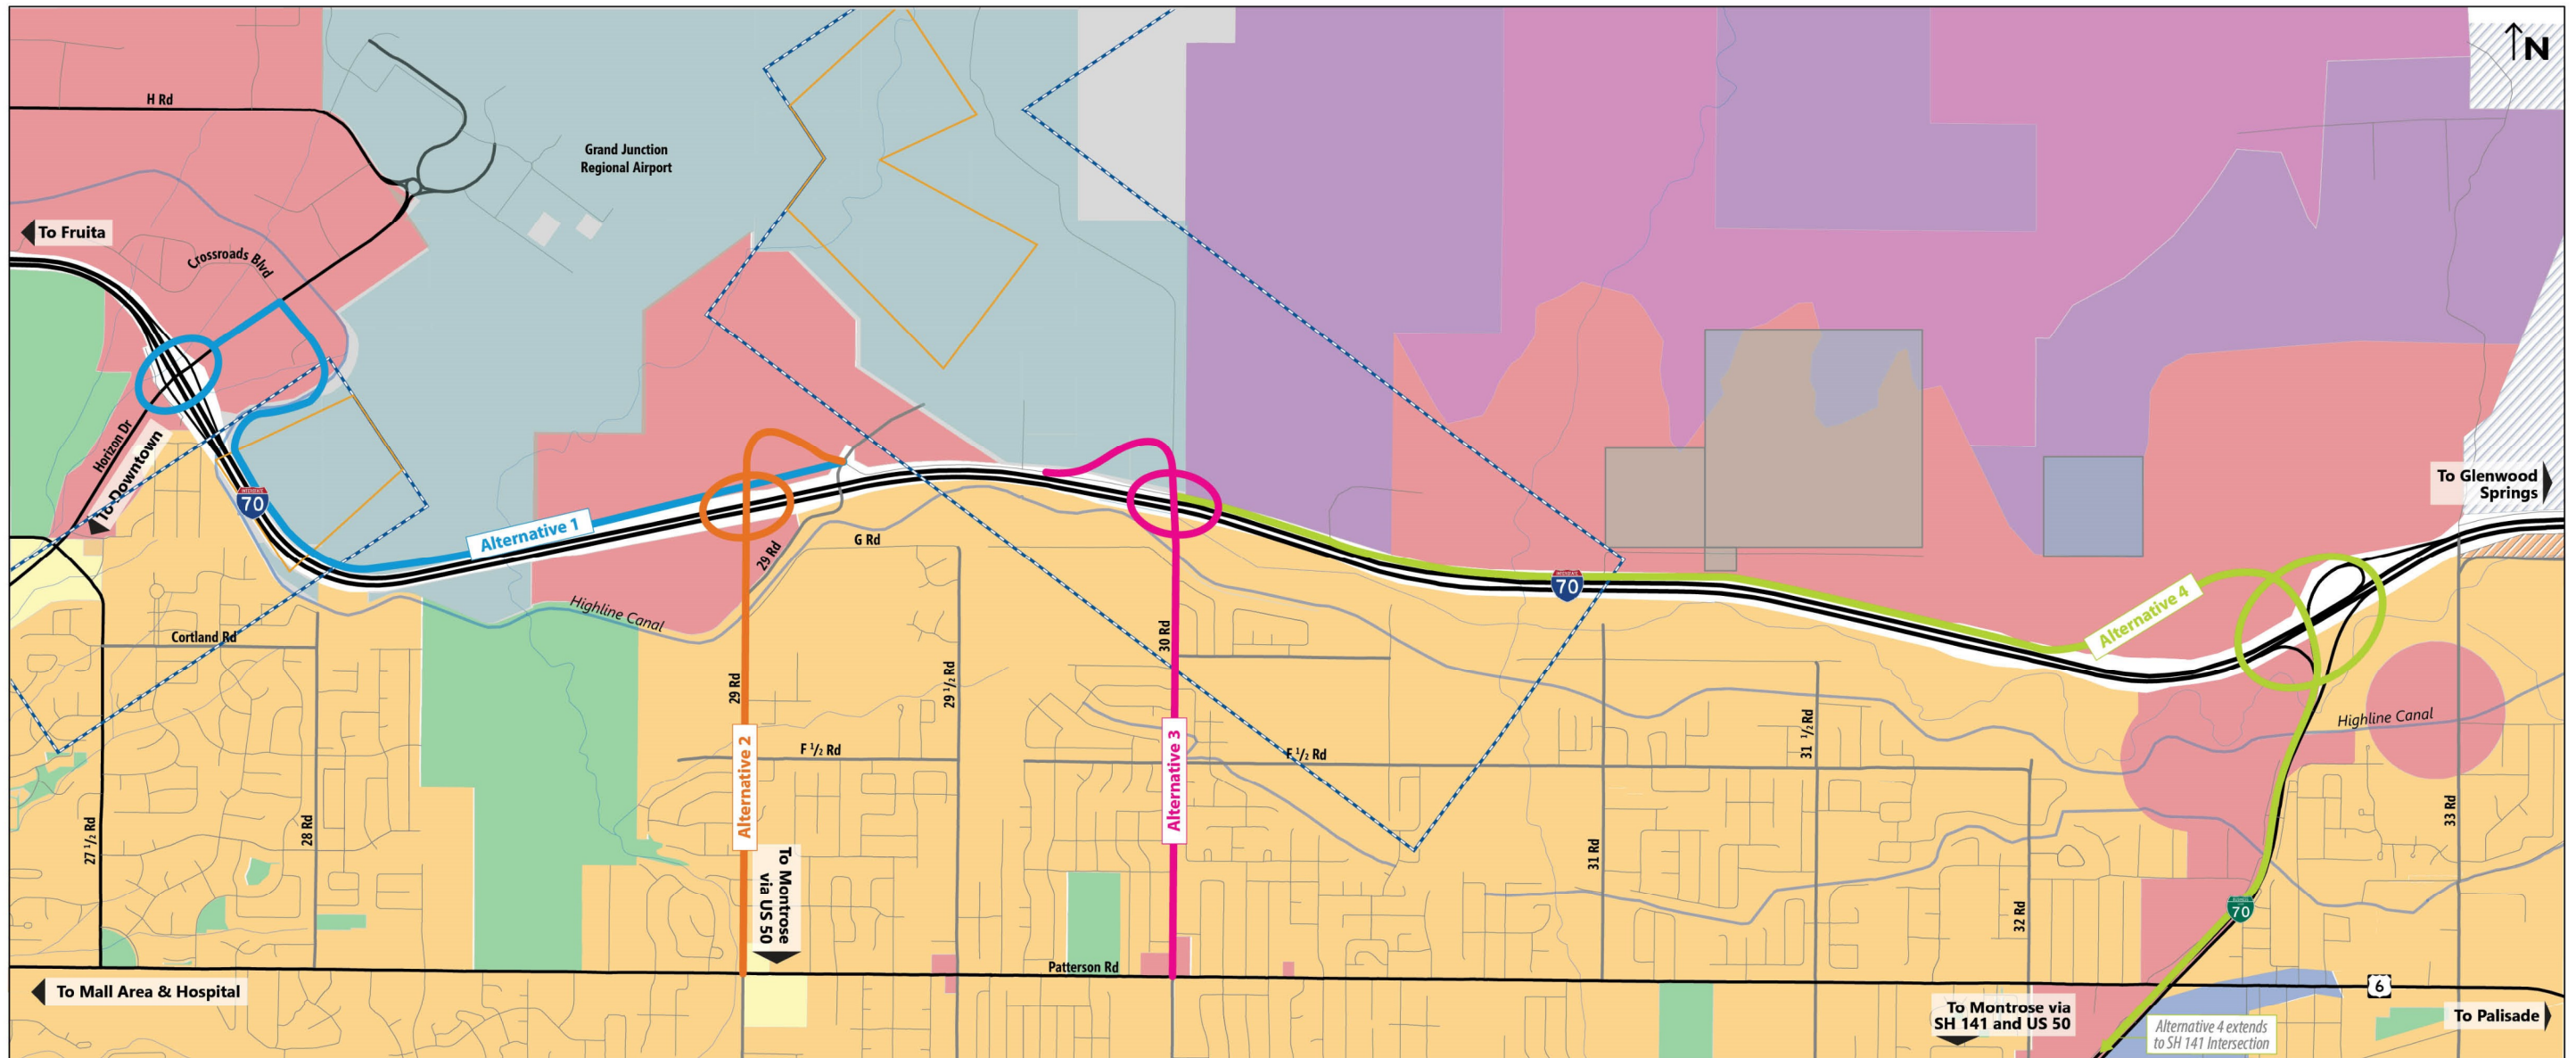 N
H Rd
Grand Junction
Regional Airport
To Fruita
Crossroads Blvd
Horizon Dr
To Downtown
70
Alternative 1
29 Rd
G Rd
Highline Canal
Cortland Rd
70
Alternative 4
To Glenwood
Springs
Highline Canal
30 Rd
29 Rd
29 1/2 Rd
F 1/2 Rd
F 1/2 Rd
31 1/2 Rd
Alternative 2
Alternative 3
27 1/2 Rd
28 Rd
31 Rd
33 Rd
32 Rd
To Montrose
via US 50
70
Patterson Rd
To Mall Area & Hospital
6
To Montrose via
SH 141 and US 50
To Palisade
Alternative 4 extends
to SH 141 Intersection